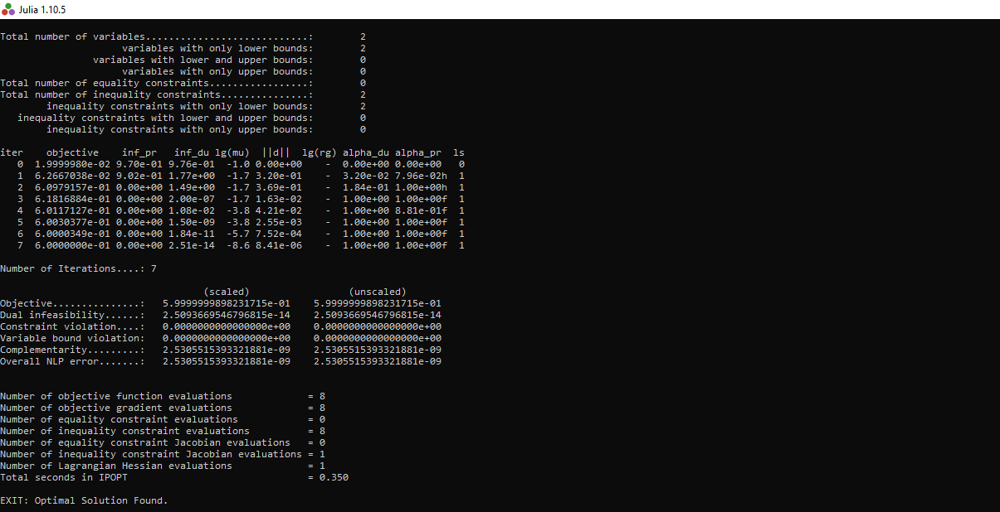 Julia 1.10.5
Total number of variables............................:        2
                     variables with only lower bounds:        2
                variables with lower and upper bounds:        0
                     variables with only upper bounds:        0
Total number of equality constraints.................:        0
Total number of inequality constraints...............:        2
        inequality constraints with only lower bounds:        2
   inequality constraints with lower and upper bounds:        0
        inequality constraints with only upper bounds:        0
iter    objective    inf_pr   inf_du lg(mu)  ||d||  lg(rg) alpha_du alpha_pr  ls
   0  1.9999980e-02 9.70e-01 9.76e-01  -1.0 0.00e+00    -  0.00e+00 0.00e+00   0
   1  6.2667038e-02 9.02e-01 1.77e+00  -1.7 3.20e-01    -  3.20e-02 7.96e-02h  1
   2  6.0979157e-01 0.00e+00 1.49e+00  -1.7 3.69e-01    -  1.84e-01 1.00e+00h  1
   3  6.1816884e-01 0.00e+00 2.00e-07  -1.7 1.63e-02    -  1.00e+00 1.00e+00f  1
   4  6.0117127e-01 0.00e+00 1.08e-02  -3.8 4.21e-02    -  1.00e+00 8.81e-01f  1
   5  6.0030377e-01 0.00e+00 1.50e-09  -3.8 2.55e-03    -  1.00e+00 1.00e+00f  1
   6  6.0000349e-01 0.00e+00 1.84e-11  -5.7 7.52e-04    -  1.00e+00 1.00e+00f  1
   7  6.0000000e-01 0.00e+00 2.51e-14  -8.6 8.41e-06    -  1.00e+00 1.00e+00f  1
Number of Iterations....: 7
                                   (scaled)                 (unscaled)
Objective...............:   5.9999999898231715e-01    5.9999999898231715e-01
Dual infeasibility......:   2.5093669546796815e-14    2.5093669546796815e-14
Constraint violation....:   0.0000000000000000e+00    0.0000000000000000e+00
Variable bound violation:   0.0000000000000000e+00    0.0000000000000000e+00
Complementarity.........:   2.5305515393321881e-09    2.5305515393321881e-09
Overall NLP error.......:   2.5305515393321881e-09    2.5305515393321881e-09
Number of objective function evaluations             = 8
Number of objective gradient evaluations             = 8
Number of equality constraint evaluations            = 0
Number of inequality constraint evaluations          = 8
Number of equality constraint Jacobian evaluations   = 0
Number of inequality constraint Jacobian evaluations = 1
Number of Lagrangian Hessian evaluations             = 1
Total seconds in IPOPT                               = 0.350
EXIT: Optimal Solution Found.